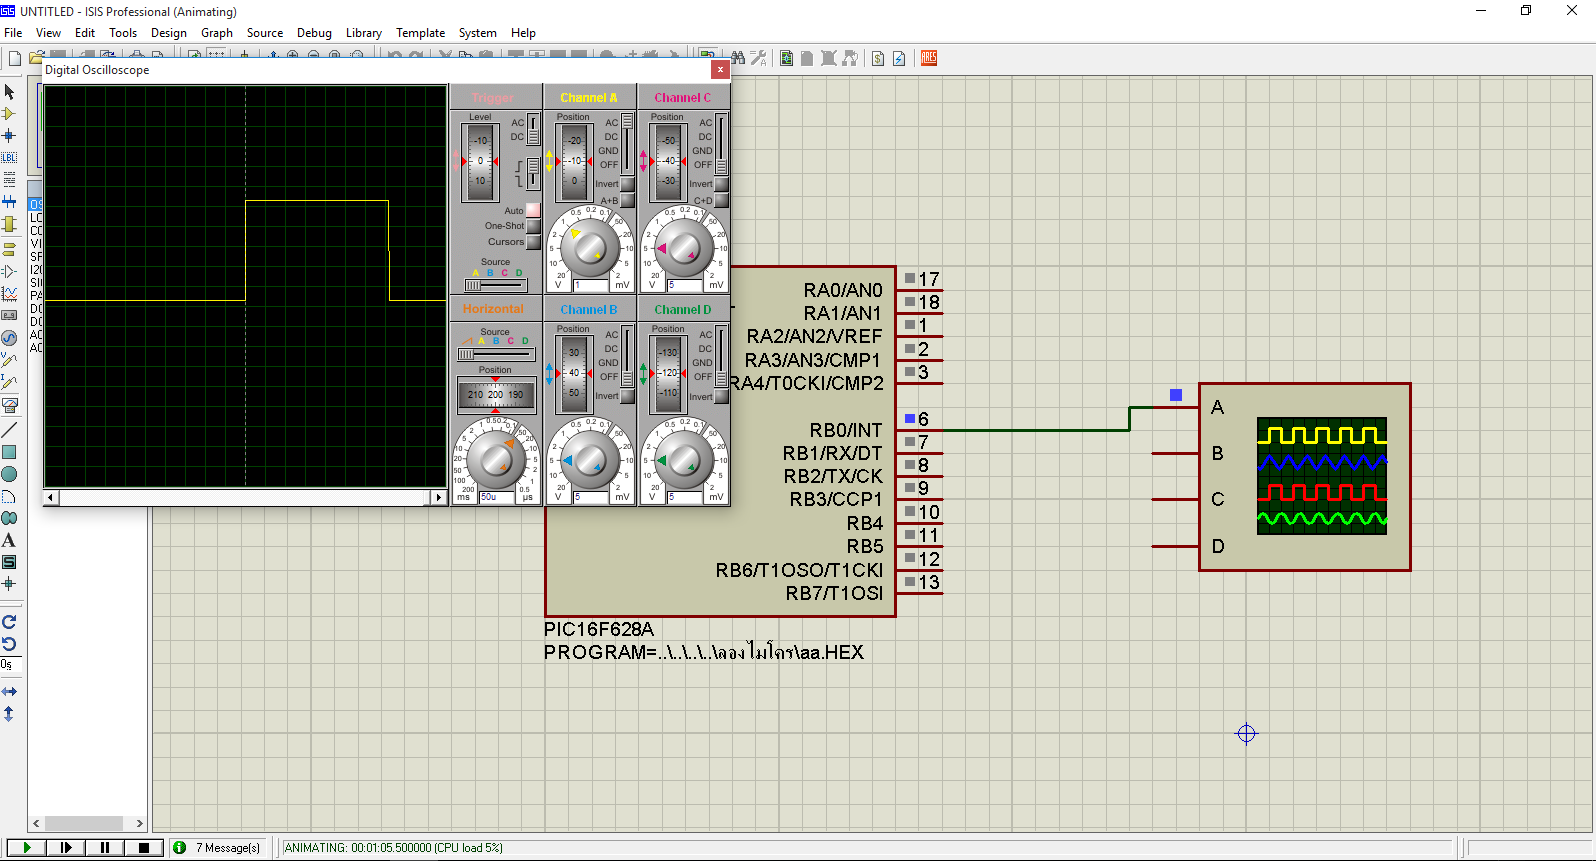 UNTITLED - ISIS Professional (Animating)
File View Edit Tools Design Graph Source Debug Library Template System Help
Digital Oscilloscope
Trigger
Level
-10
0
10
AC
DC
Auto
One-Shot
Cursors
Source
A B C D
Channel A
Position
-20
-10
0
AC
DC
GND
OFF
Invert
A+B
V 1 mV
Channel C
Position
-50
-40
-30
AC
DC
GND
OFF
Invert
C+D
V 5 mV
Horizontal
Source
A B C D
Position
210 200 190
ms 50u µs
Channel B
Position
30
40
50
AC
DC
GND
OFF
Invert
V 5 mV
Channel D
Position
-130
-120
-110
AC
DC
GND
OFF
Invert
V 5 mV
LBL
ARES
0s
RA0/AN0 17
RA1/AN1 18
RA2/AN2/VREF 1
RA3/AN3/CMP1 2
RA4/T0CKI/CMP2 3
RB0/INT 6
RB1/RX/DT 7
RB2/TX/CK 8
RB3/CCP1 9
RB4 10
RB5 11
RB6/T1OSO/T1CKI 12
RB7/T1OSI 13
PIC16F628A
PROGRAM=..\..\..\..\ลองไมโคร\aa.HEX
A
B
C
D
7 Message(s)
ANIMATING: 00:01:05.500000 (CPU load 5%)